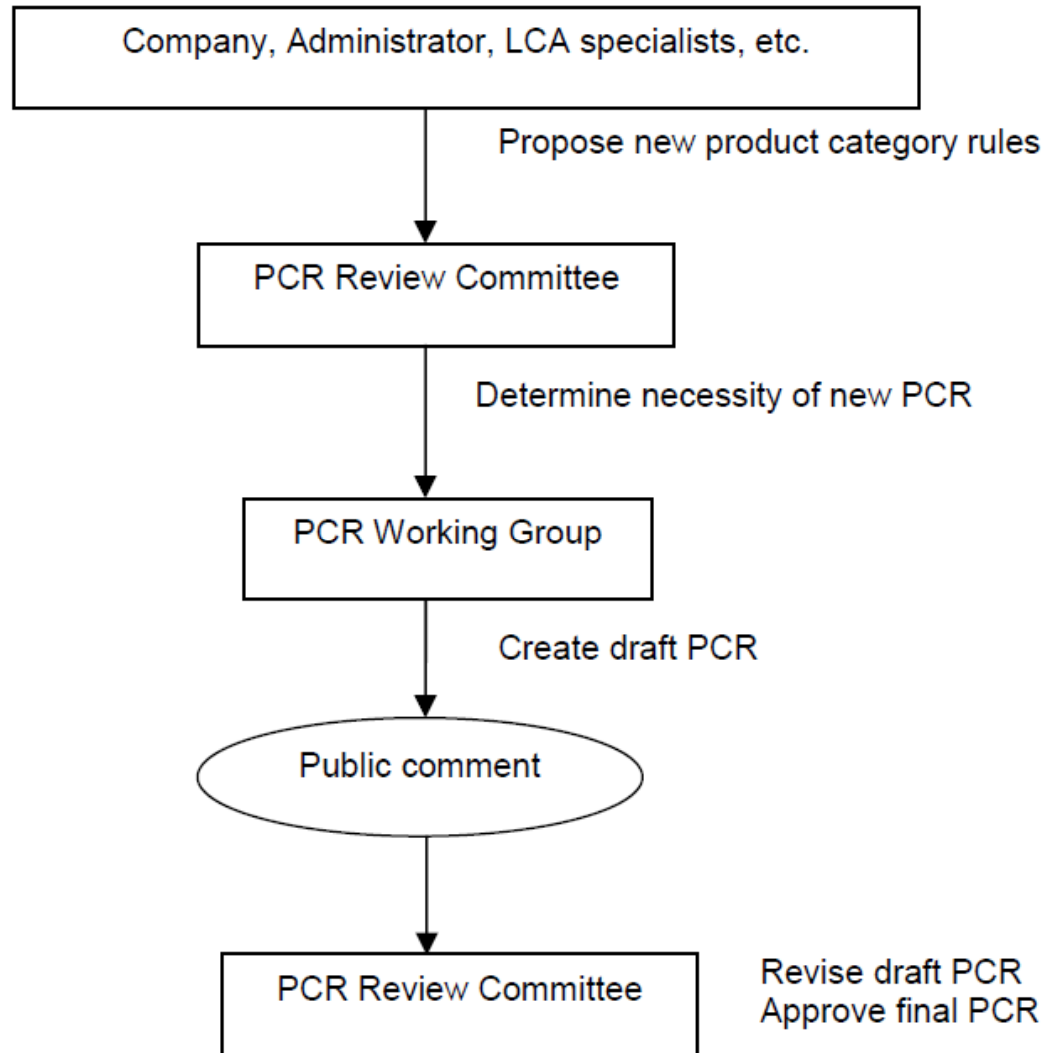 Company, Administrator, LCA specialists, etc.
Propose new product category rules
PCR Review Committee
Determine necessity of new PCR
PCR Working Group
Create draft PCR
Public comment
PCR Review Committee
Revise draft PCR
Approve final PCR